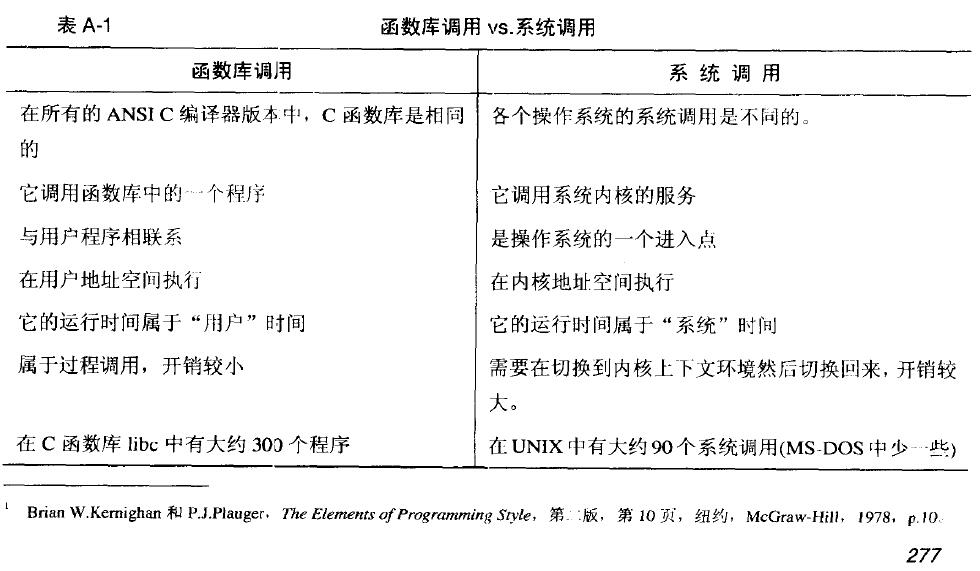 表 A-1 函数库调用 vs.系统调用
函数库调用 系 统 调 用
在所有的 ANSI C 编译器版本中，C 函数库是相同的 各个操作系统的系统调用是不同的。
它调用函数库中的一个程序 它调用系统内核的服务
与用户程序相联系 是操作系统的一个进入点
在用户地址空间执行 在内核地址空间执行
它的运行时间属于“用户”时间 它的运行时间属于“系统”时间
属于过程调用，开销较小 需要在切换到内核上下文环境然后切换回来，开销较大。
在 C 函数库 libc 中有大约 300 个程序 在 UNIX 中有大约 90 个系统调用(MS-DOS 中少一些)
1 Brian W.Kernighan 和 P.J.Plauger，The Elements of Programming Style，第二版，第 10 页，纽约，McGraw-Hill，1978，p.10。
277